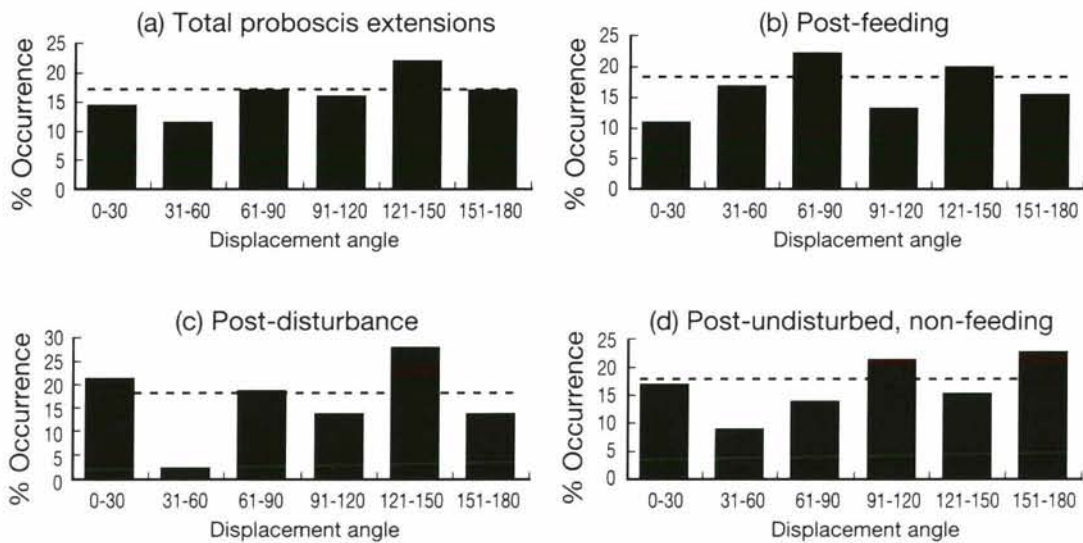 (a) Total proboscis extensions
% Occurrence
25
20
15
10
5
0
0-30 31-60 61-90 91-120 121-150 151-180
Displacement angle
(b) Post-feeding
% Occurrence
25
20
15
10
5
0
0-30 31-60 61-90 91-120 121-150 151-180
Displacement angle
(c) Post-disturbance
% Occurrence
30
25
20
15
10
5
0
0-30 31-60 61-90 91-120 121-150 151-180
Displacement angle
(d) Post-undisturbed, non-feeding
% Occurrence
25
20
15
10
5
0
0-30 31-60 61-90 91-120 121-150 151-180
Displacement angle